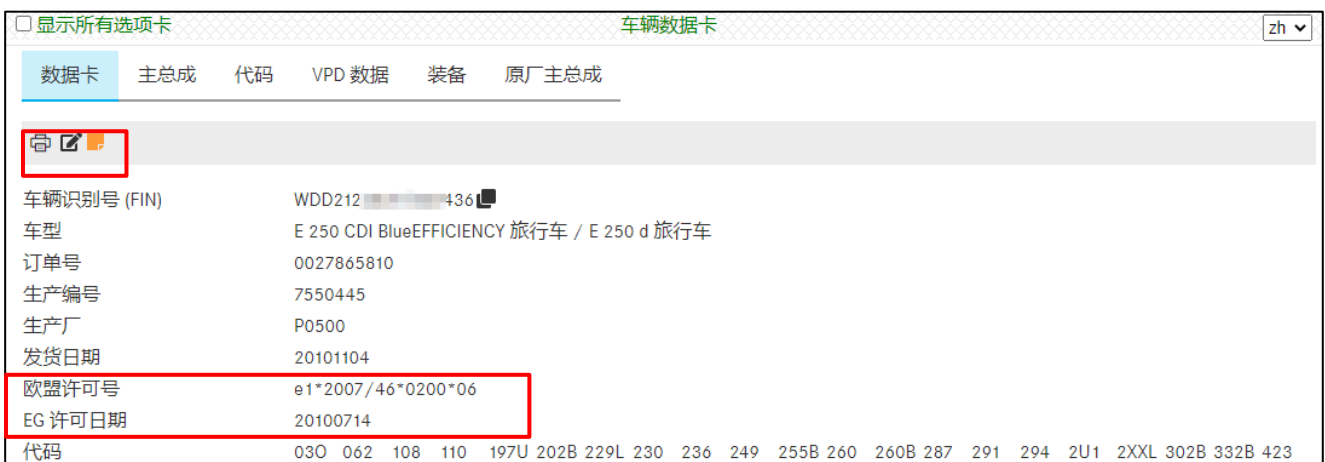 显示所有选项卡 车辆数据卡 zh
数据卡 主总成 代码 VPD 数据 装备 原厂主总成
车辆识别号 (FIN) WDD212 436
车型 E 250 CDI BlueEFFICIENCY 旅行车 / E 250 d 旅行车
订单号 0027865810
生产编号 7550445
生产厂 P0500
发货日期 20101104
欧盟许可号 e1*2007/46*0200*06
EG 许可日期 20100714
代码 030 062 108 110 197U 202B 229L 230 236 249 255B 260 260B 287 291 294 2U1 2XXL 302B 332B 423